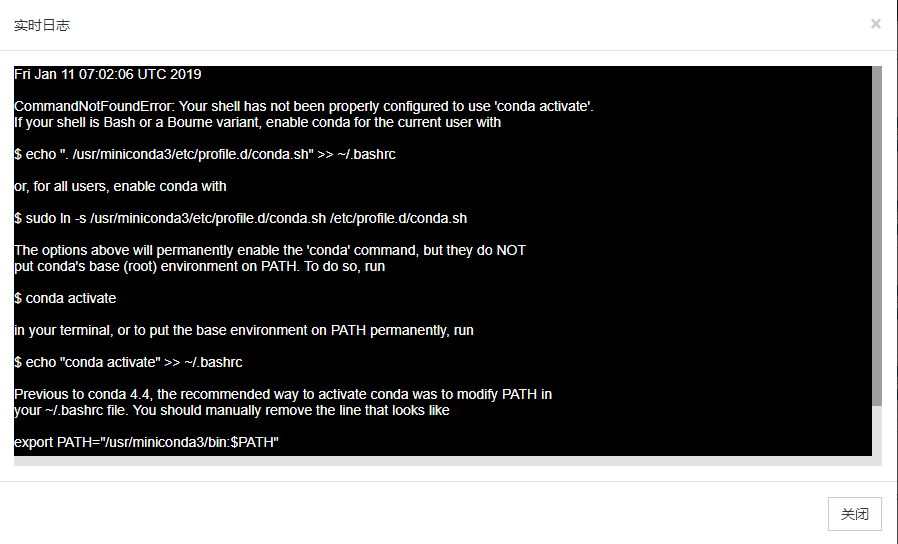 实时日志
×
Fri Jan 11 07:02:06 UTC 2019
CommandNotFoundError: Your shell has not been properly configured to use 'conda activate'.
If your shell is Bash or a Bourne variant, enable conda for the current user with
$ echo ". /usr/miniconda3/etc/profile.d/conda.sh" >> ~/.bashrc
or, for all users, enable conda with
$ sudo ln -s /usr/miniconda3/etc/profile.d/conda.sh /etc/profile.d/conda.sh
The options above will permanently enable the 'conda' command, but they do NOT
put conda's base (root) environment on PATH. To do so, run
$ conda activate
in your terminal, or to put the base environment on PATH permanently, run
$ echo "conda activate" >> ~/.bashrc
Previous to conda 4.4, the recommended way to activate conda was to modify PATH in
your ~/.bashrc file. You should manually remove the line that looks like
export PATH="/usr/miniconda3/bin:$PATH"
关闭